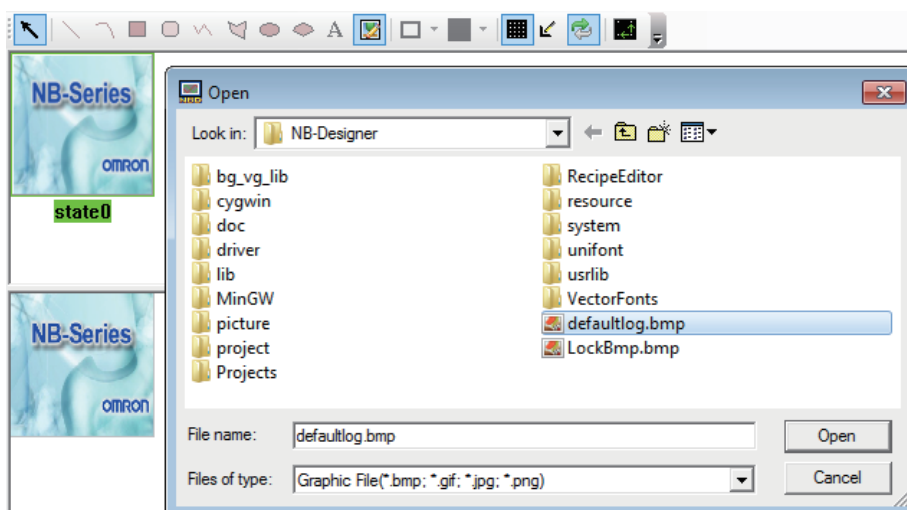 A
NB-Series
OMRON
state0
NB-Series
OMRON
Open
Look in: NB-Designer
bg_vg_lib
cygwin
doc
driver
lib
MinGW
picture
project
Projects
RecipeEditor
resource
system
unifont
usrlib
VectorFonts
defaultlog.bmp
LockBmp.bmp
File name: defaultlog.bmp Open
Files of type: Graphic File(*.bmp; *.gif; *.jpg; *.png) Cancel